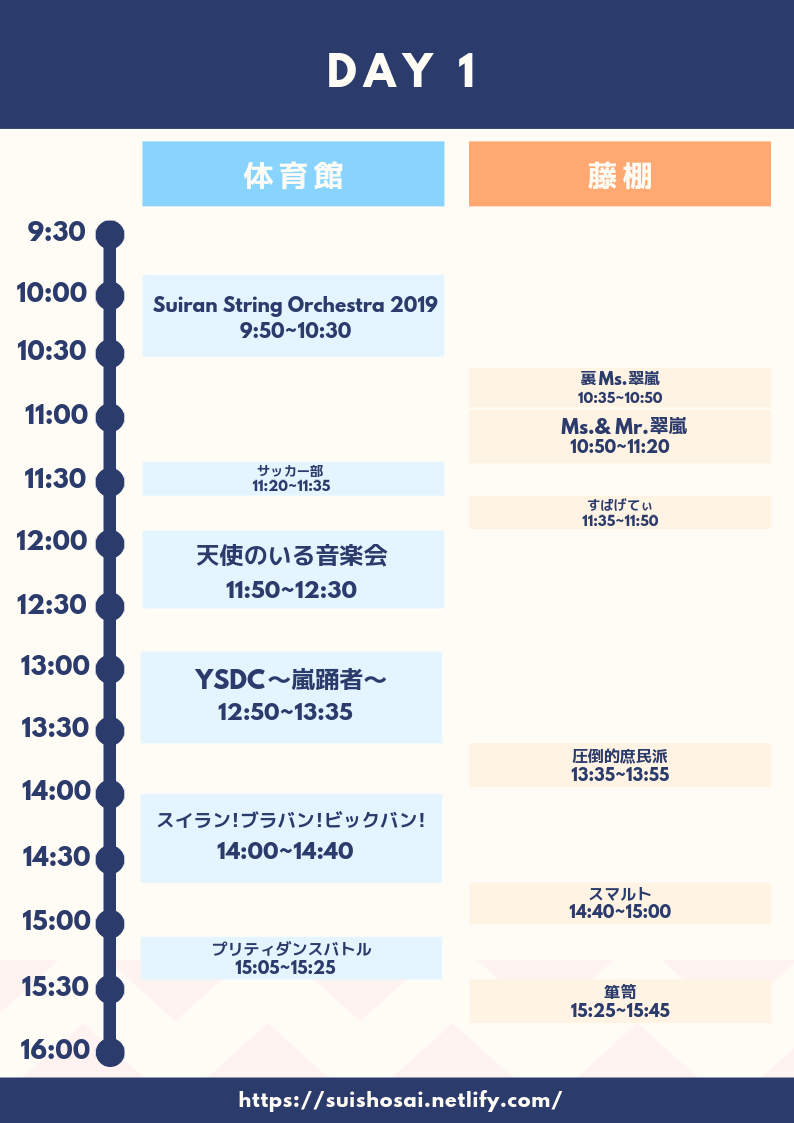 DAY 1
体育館
藤棚
9:30
10:00
Suiran String Orchestra 2019
9:50~10:30
10:30
裏Ms.翠嵐
10:35~10:50
11:00
Ms.& Mr.翠嵐
10:50~11:20
11:30
サッカー部
11:20~11:35
すぱげてぃ
11:35~11:50
12:00
天使のいる音楽会
11:50~12:30
12:30
13:00
YSDC～嵐踊者～
12:50~13:35
13:30
圧倒的庶民派
13:35~13:55
14:00
スイラン!ブラバン!ビックバン!
14:00~14:40
14:30
スマルト
14:40~15:00
15:00
プリティダンスバトル
15:05~15:25
15:30
箪笥
15:25~15:45
16:00
https://suishosai.netlify.com/